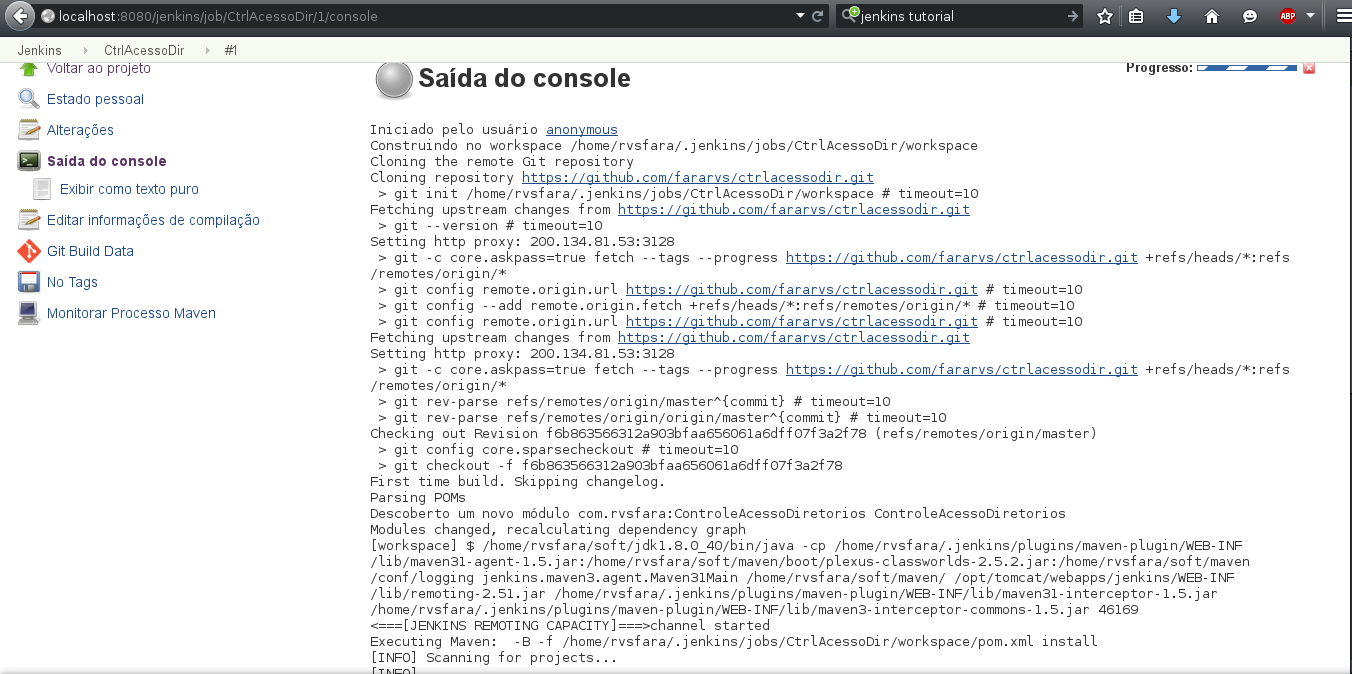 localhost:8080/jenkins/job/CtrlAcessoDir/1/console
jenkins tutorial
ABP
Jenkins CtrlAcessoDir #1
Voltar ao projeto
Estado pessoal
Alterações
Saída do console
Exibir como texto puro
Editar informações de compilação
Git Build Data
No Tags
Monitorar Processo Maven
Saída do console
Progresso:
Iniciado pelo usuário anonymous
Construindo no workspace /home/rvsfara/.jenkins/jobs/CtrlAcessoDir/workspace
Cloning the remote Git repository
Cloning repository https://github.com/fararvs/ctrlacessodir.git
 > git init /home/rvsfara/.jenkins/jobs/CtrlAcessoDir/workspace # timeout=10
Fetching upstream changes from https://github.com/fararvs/ctrlacessodir.git
 > git --version # timeout=10
Setting http proxy: 200.134.81.53:3128
 > git -c core.askpass=true fetch --tags --progress https://github.com/fararvs/ctrlacessodir.git +refs/heads/*:refs
/remotes/origin/*
 > git config remote.origin.url https://github.com/fararvs/ctrlacessodir.git # timeout=10
 > git config --add remote.origin.fetch +refs/heads/*:refs/remotes/origin/* # timeout=10
 > git config remote.origin.url https://github.com/fararvs/ctrlacessodir.git # timeout=10
Fetching upstream changes from https://github.com/fararvs/ctrlacessodir.git
Setting http proxy: 200.134.81.53:3128
 > git -c core.askpass=true fetch --tags --progress https://github.com/fararvs/ctrlacessodir.git +refs/heads/*:refs
/remotes/origin/*
 > git rev-parse refs/remotes/origin/master^{commit} # timeout=10
 > git rev-parse refs/remotes/origin/origin/master^{commit} # timeout=10
Checking out Revision f6b863566312a903bfaa656061a6dff07f3a2f78 (refs/remotes/origin/master)
 > git config core.sparsecheckout # timeout=10
 > git checkout -f f6b863566312a903bfaa656061a6dff07f3a2f78
First time build. Skipping changelog.
Parsing POMs
Descoberto um novo módulo com.rvsfara:ControleAcessoDiretorios ControleAcessoDiretorios
Modules changed, recalculating dependency graph
[workspace] $ /home/rvsfara/soft/jdk1.8.0_40/bin/java -cp /home/rvsfara/.jenkins/plugins/maven-plugin/WEB-INF
/lib/maven31-agent-1.5.jar:/home/rvsfara/soft/maven/boot/plexus-classworlds-2.5.2.jar:/home/rvsfara/soft/maven
/conf/logging jenkins.maven3.agent.Maven31Main /home/rvsfara/soft/maven/ /opt/tomcat/webapps/jenkins/WEB-INF
/lib/remoting-2.51.jar /home/rvsfara/.jenkins/plugins/maven-plugin/WEB-INF/lib/maven31-interceptor-1.5.jar
/home/rvsfara/.jenkins/plugins/maven-plugin/WEB-INF/lib/maven3-interceptor-commons-1.5.jar 46169
<===[JENKINS REMOTING CAPACITY]===>channel started
Executing Maven:  -B -f /home/rvsfara/.jenkins/jobs/CtrlAcessoDir/workspace/pom.xml install
[INFO] Scanning for projects...
[INFO]